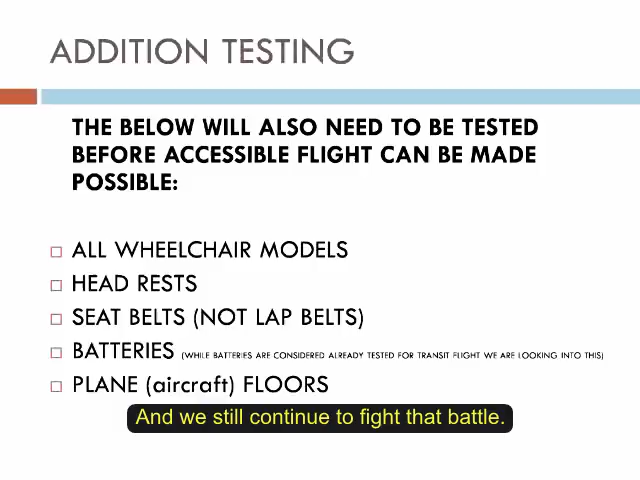 ADDITION TESTING
THE BELOW WILL ALSO NEED TO BE TESTED
BEFORE ACCESSIBLE FLIGHT CAN BE MADE
POSSIBLE:
ALL WHEELCHAIR MODELS
HEAD RESTS
SEAT BELTS (NOT LAP BELTS)
BATTERIES (WHILE BATTERIES ARE CONSIDERED ALREADY TESTED FOR TRANSIT FLIGHT WE ARE LOOKING INTO THIS)
PLANE (aircraft) FLOORS
And we still continue to fight that battle.